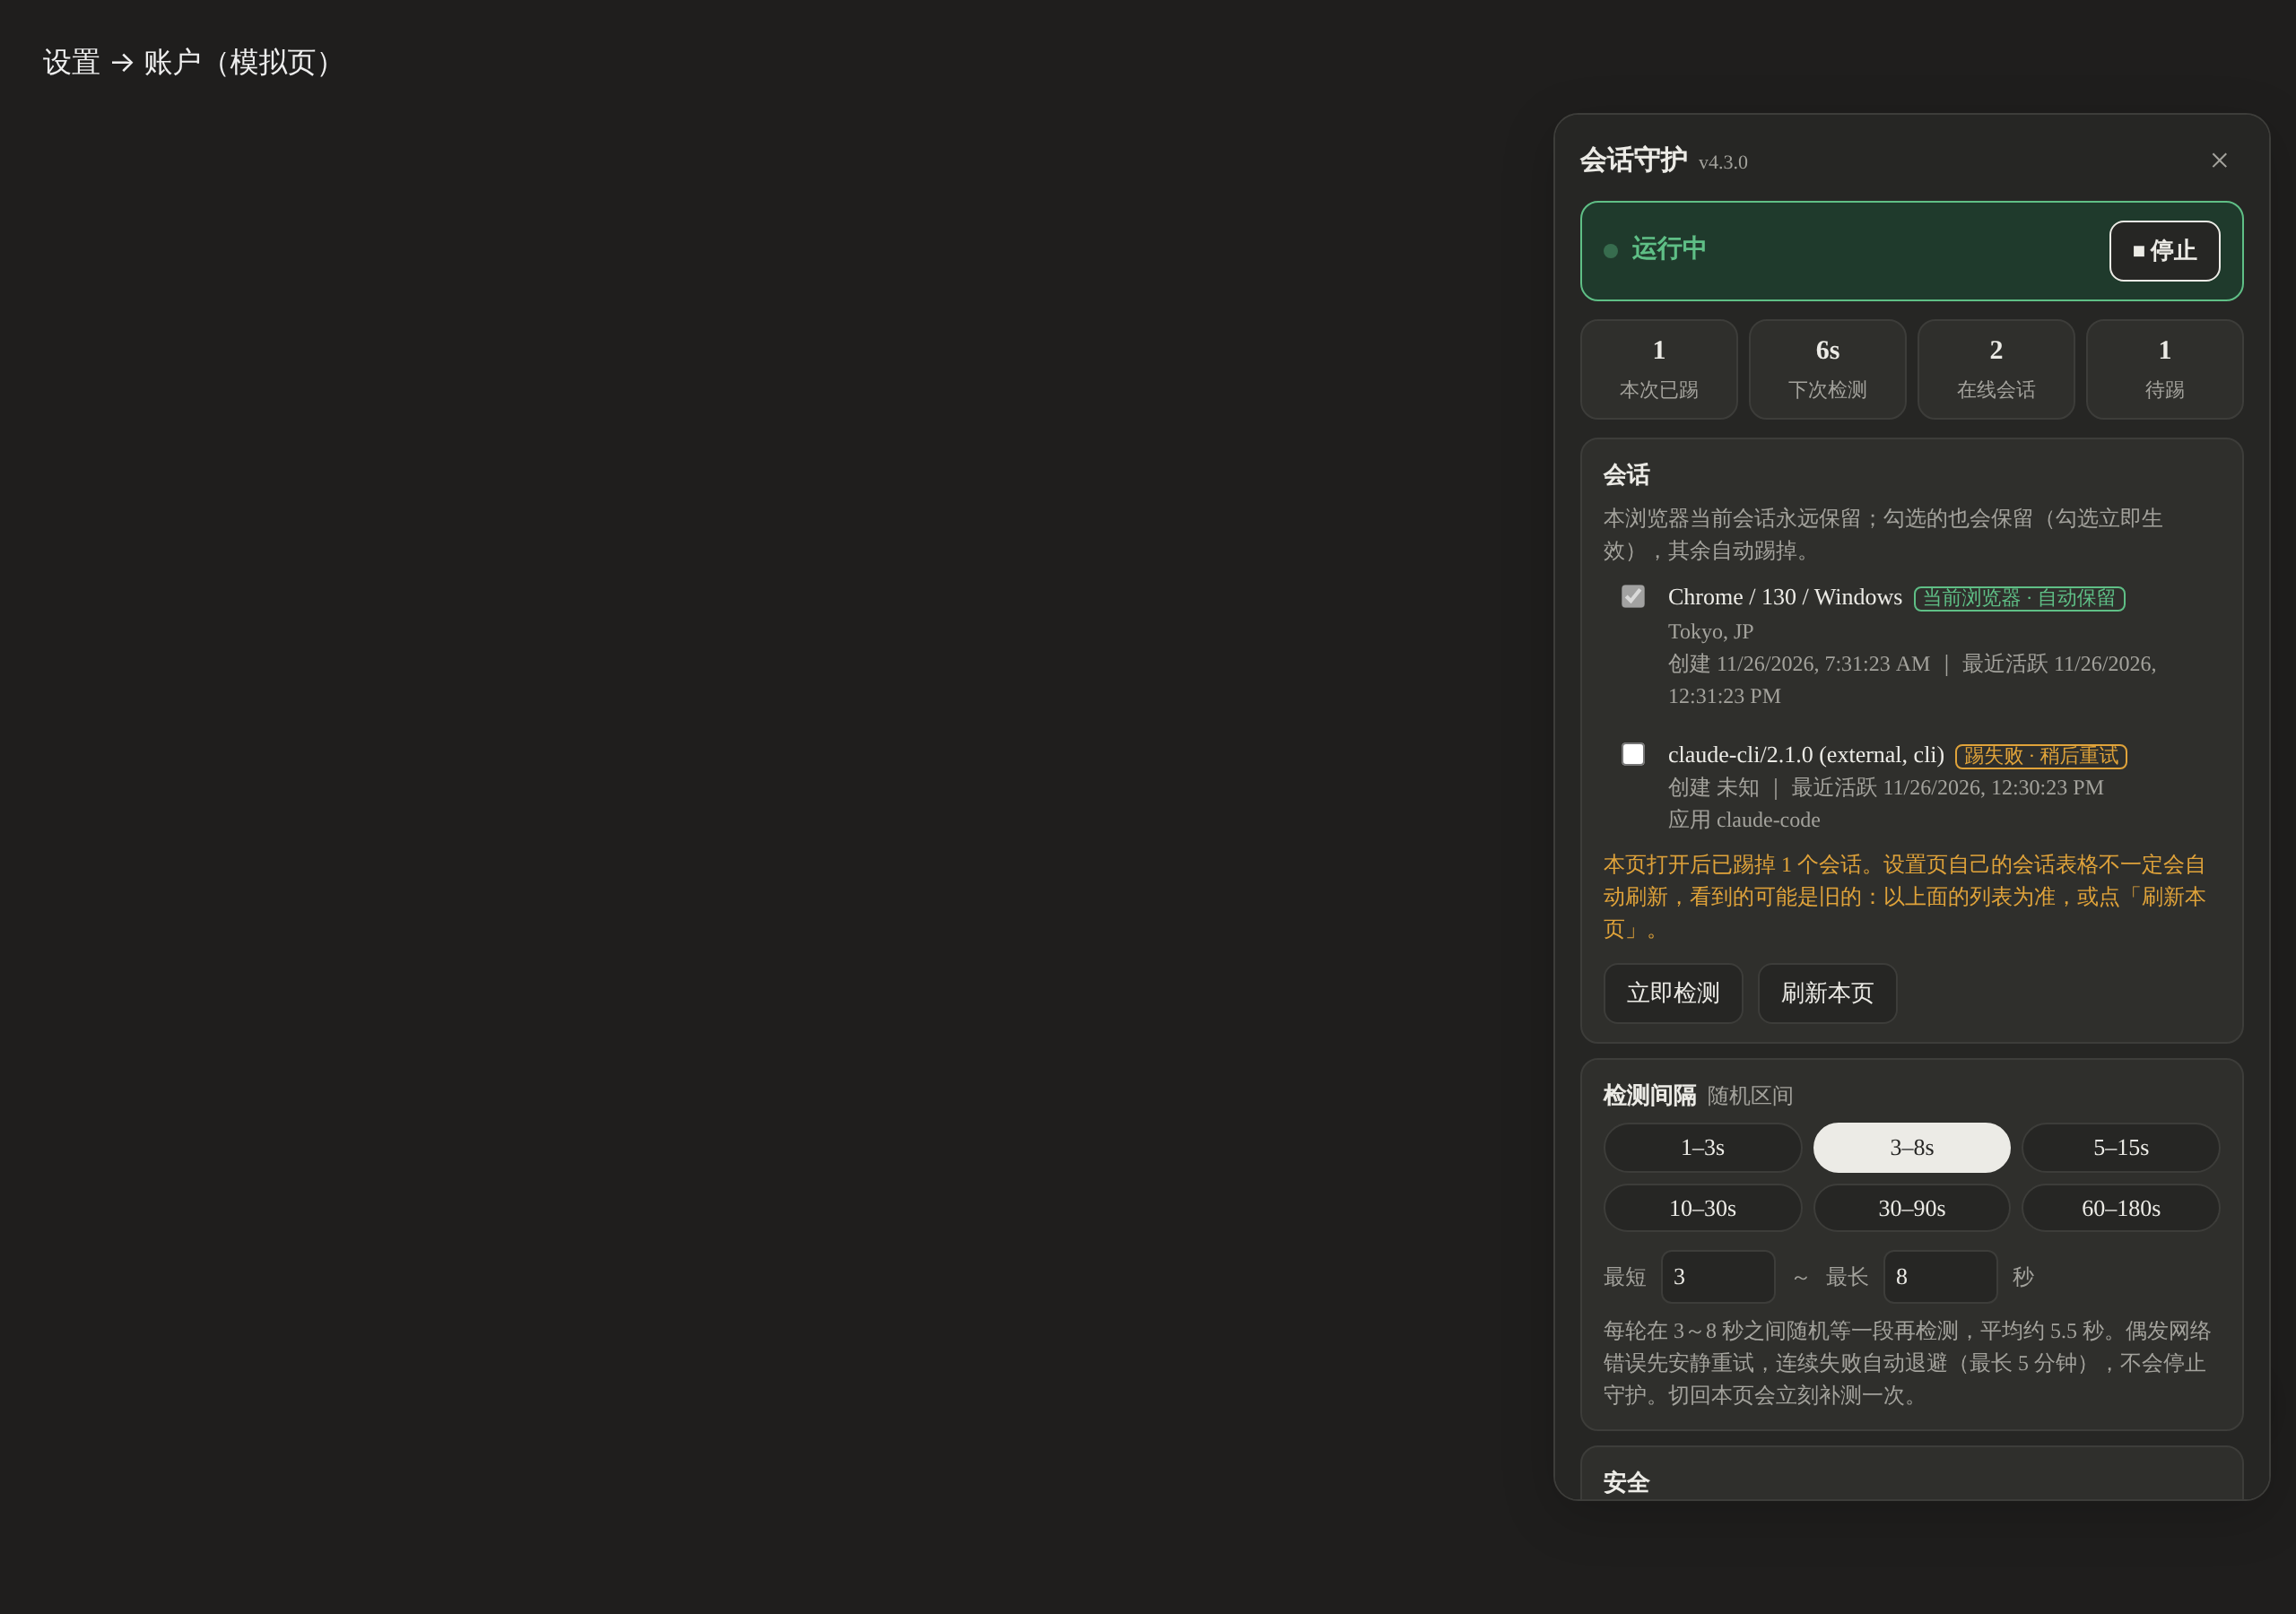 设置 → 账户（模拟页）
会话守护 v4.3.0 ×
运行中
■ 停止
1
本次已踢
6s
下次检测
2
在线会话
1
待踢
会话
本浏览器当前会话永远保留；勾选的也会保留（勾选立即生
效），其余自动踢掉。
Chrome / 130 / Windows 当前浏览器 · 自动保留
Tokyo, JP
创建 11/26/2026, 7:31:23 AM ｜ 最近活跃 11/26/2026,
12:31:23 PM
claude-cli/2.1.0 (external, cli) 踢失败 · 稍后重试
创建 未知 ｜ 最近活跃 11/26/2026, 12:30:23 PM
应用 claude-code
本页打开后已踢掉 1 个会话。设置页自己的会话表格不一定会自
动刷新，看到的可能是旧的：以上面的列表为准，或点「刷新本
页」。
立即检测 刷新本页
检测间隔 随机区间
1–3s 3–8s 5–15s
10–30s 30–90s 60–180s
最短 3 ～ 最长 8 秒
每轮在 3～8 秒之间随机等一段再检测，平均约 5.5 秒。偶发网络
错误先安静重试，连续失败自动退避（最长 5 分钟），不会停止
守护。切回本页会立刻补测一次。
安全